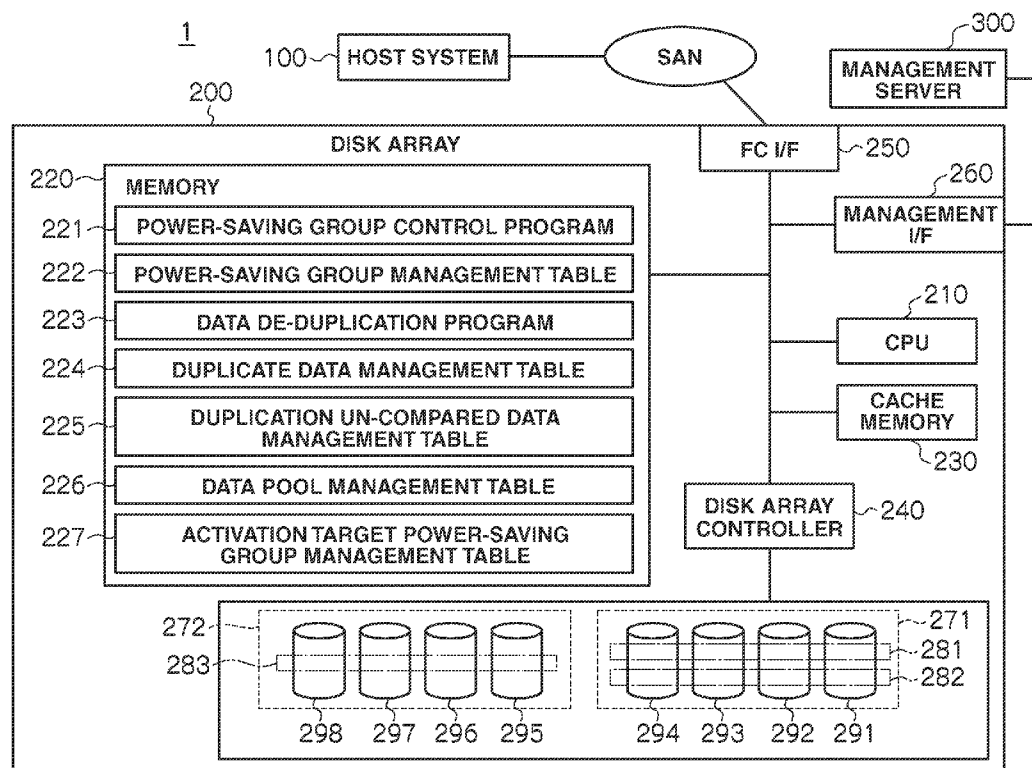 1
100
HOST SYSTEM
SAN
300
MANAGEMENT
SERVER
200
DISK ARRAY
FC I/F
250
220
MEMORY
260
MANAGEMENT
I/F
221
POWER-SAVING GROUP CONTROL PROGRAM
222
POWER-SAVING GROUP MANAGEMENT TABLE
223
DATA DE-DUPLICATION PROGRAM
210
CPU
224
DUPLICATE DATA MANAGEMENT TABLE
225
DUPLICATION UN-COMPARED DATA
MANAGEMENT TABLE
CACHE
MEMORY
230
226
DATA POOL MANAGEMENT TABLE
227
ACTIVATION TARGET POWER-SAVING
GROUP MANAGEMENT TABLE
DISK ARRAY
CONTROLLER
240
272
271
283
281
282
298
297
296
295
294
293
292
291